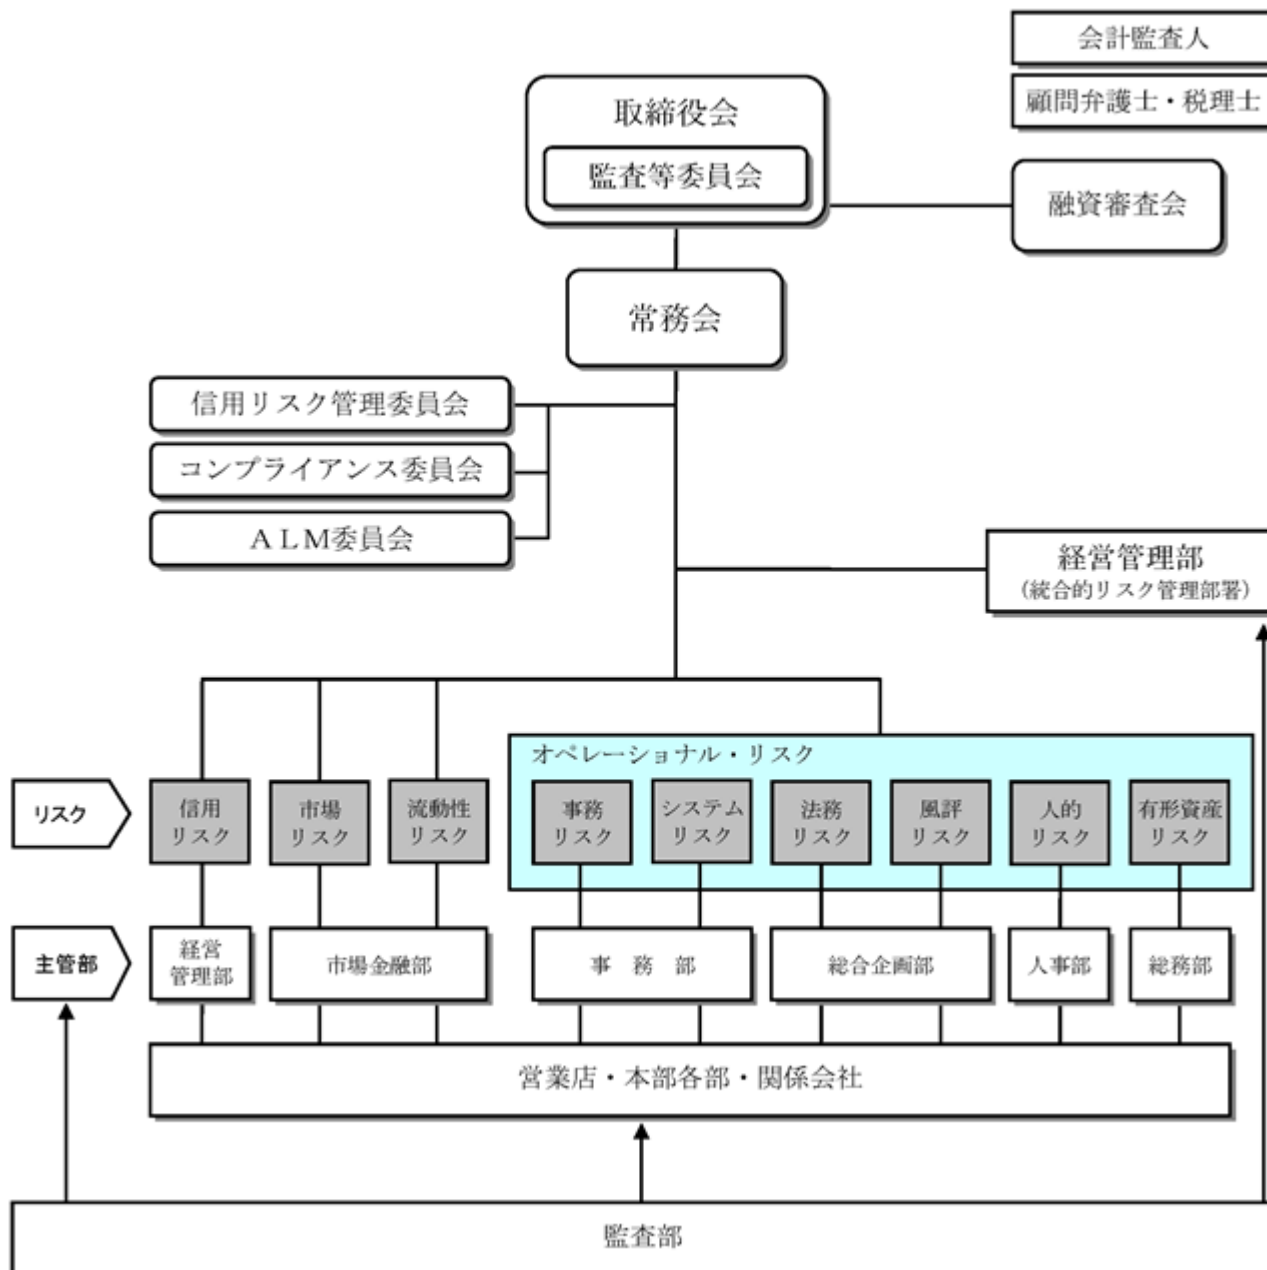 会計監査人
顧問弁護士・税理士
取締役会
監査等委員会
融資審査会
常務会
信用リスク管理委員会
コンプライアンス委員会
ALM委員会
経営管理部
(統合的リスク管理部署)
オペレーショナル・リスク
リスク
信用
リスク
市場
リスク
流動性
リスク
事務
リスク
システム
リスク
法務
リスク
風評
リスク
人的
リスク
有形資産
リスク
主管部
経営
管理部
市場金融部
事 務 部
総合企画部
人事部
総務部
営業店・本部各部・関係会社
監査部